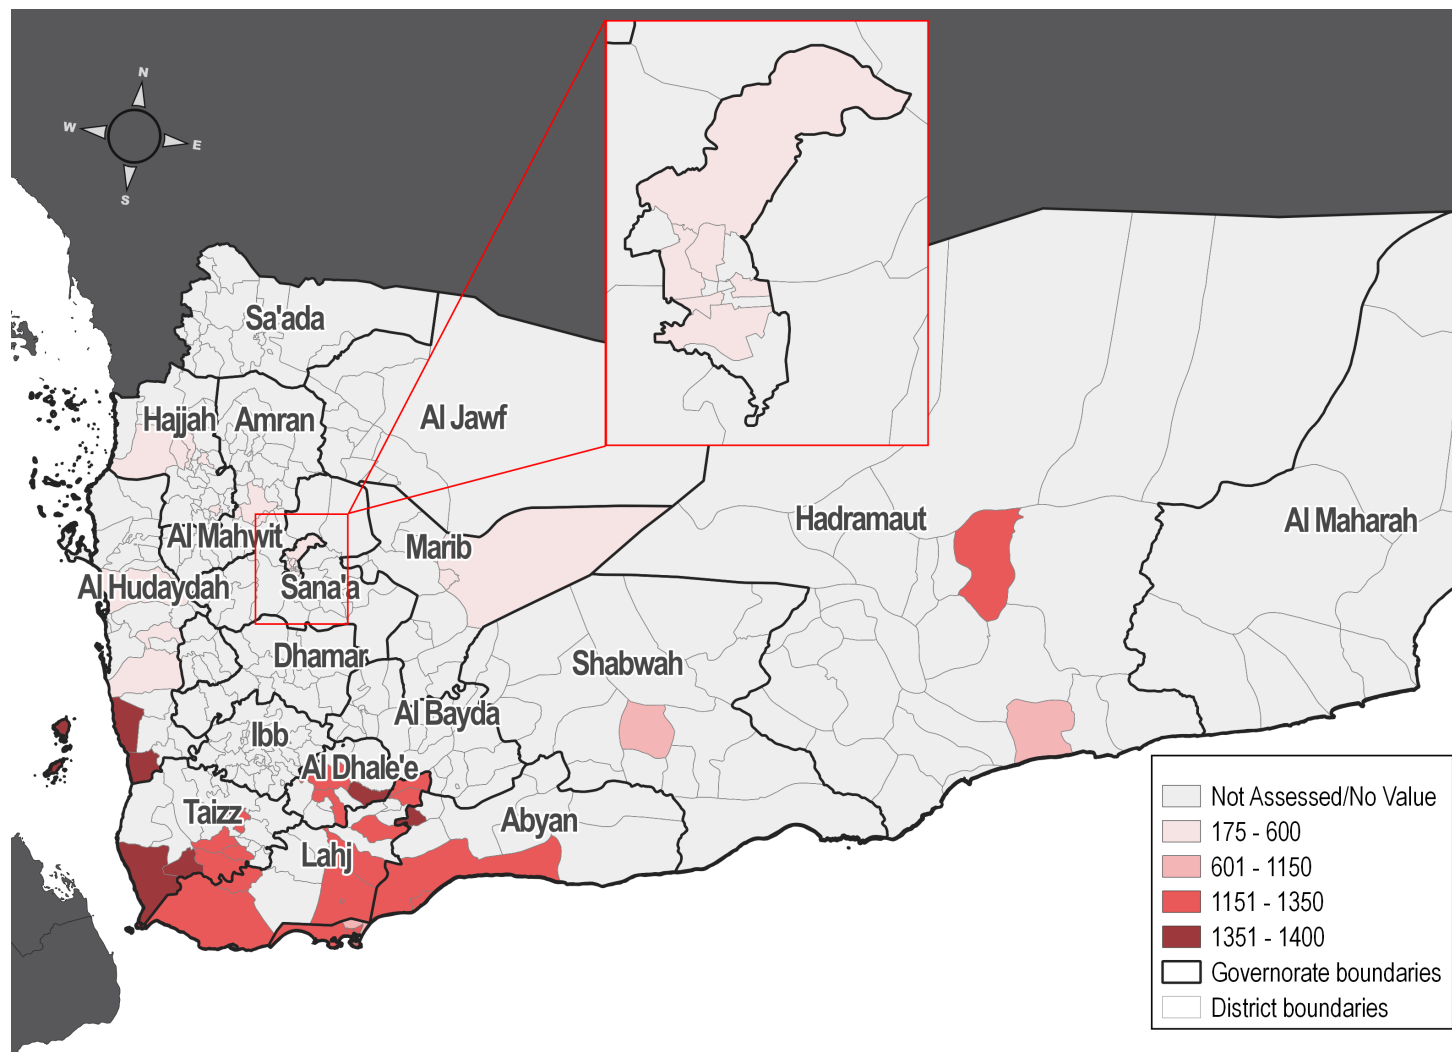 N
W
E
S
Sa'ada
Hajjah
Amran
Al Jawf
Al Mahwit
Marib
Hadramaut
Al Maharah
Al Hudaydah
Sana'a
Dhamar
Shabwah
Al Bayda
Ibb
Al Dhale'e
Taizz
Abyan
Lahj
Not Assessed/No Value
175 - 600
601 - 1150
1151 - 1350
1351 - 1400
Governorate boundaries
District boundaries